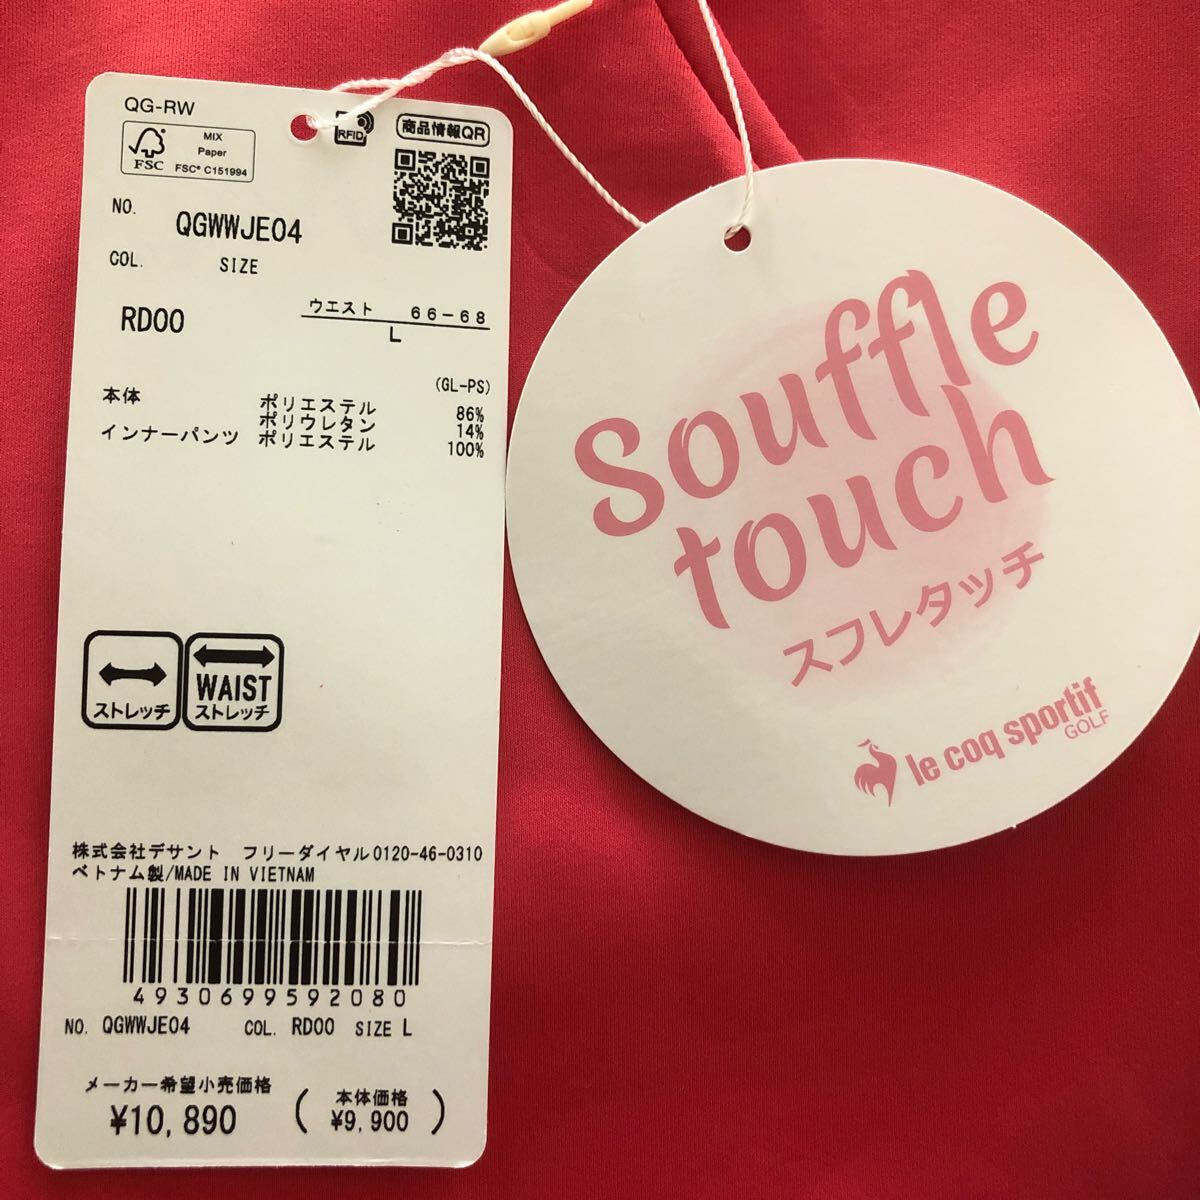 QG-RW
FSC
MIX
Paper
FSC® C151994
RFID
商品情報QR
NO. QGWWJE04
COL. SIZE
RD00
ウエスト 66-68
L
(GL-PS)
本体 ポリエステル 86%
ポリウレタン 14%
インナーパンツ ポリエステル 100%
ストレッチ
WAIST
ストレッチ
株式会社デサント フリーダイヤル0120-46-0310
ベトナム製/MADE IN VIETNAM
4930699592080
NO. QGWWJE04 COL. RD00 SIZE L
メーカー希望小売価格
¥10,890
(本体価格
¥9,900)
Souffle
touch
スフレタッチ
le coq sportif
GOLF